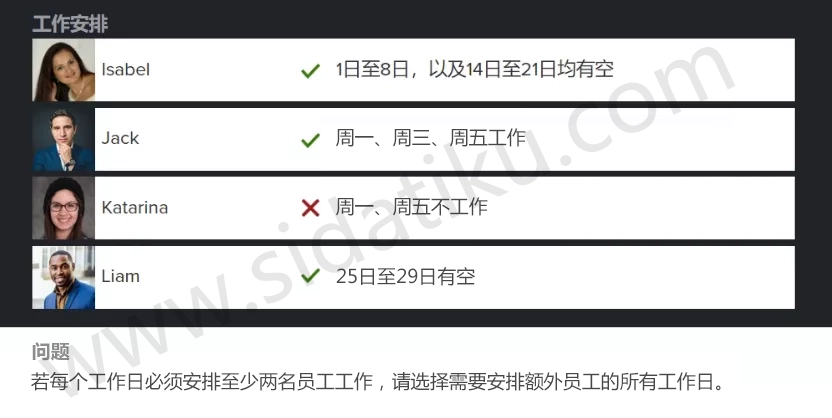 工作安排
Isabel 1日至8日，以及14日至21日均有空
Jack 周一、周三、周五工作
Katarina 周一、周五不工作
Liam 25日至29日有空
问题
若每个工作日必须安排至少两名员工工作，请选择需要安排额外员工的所有工作日。
www.sidatiku.com